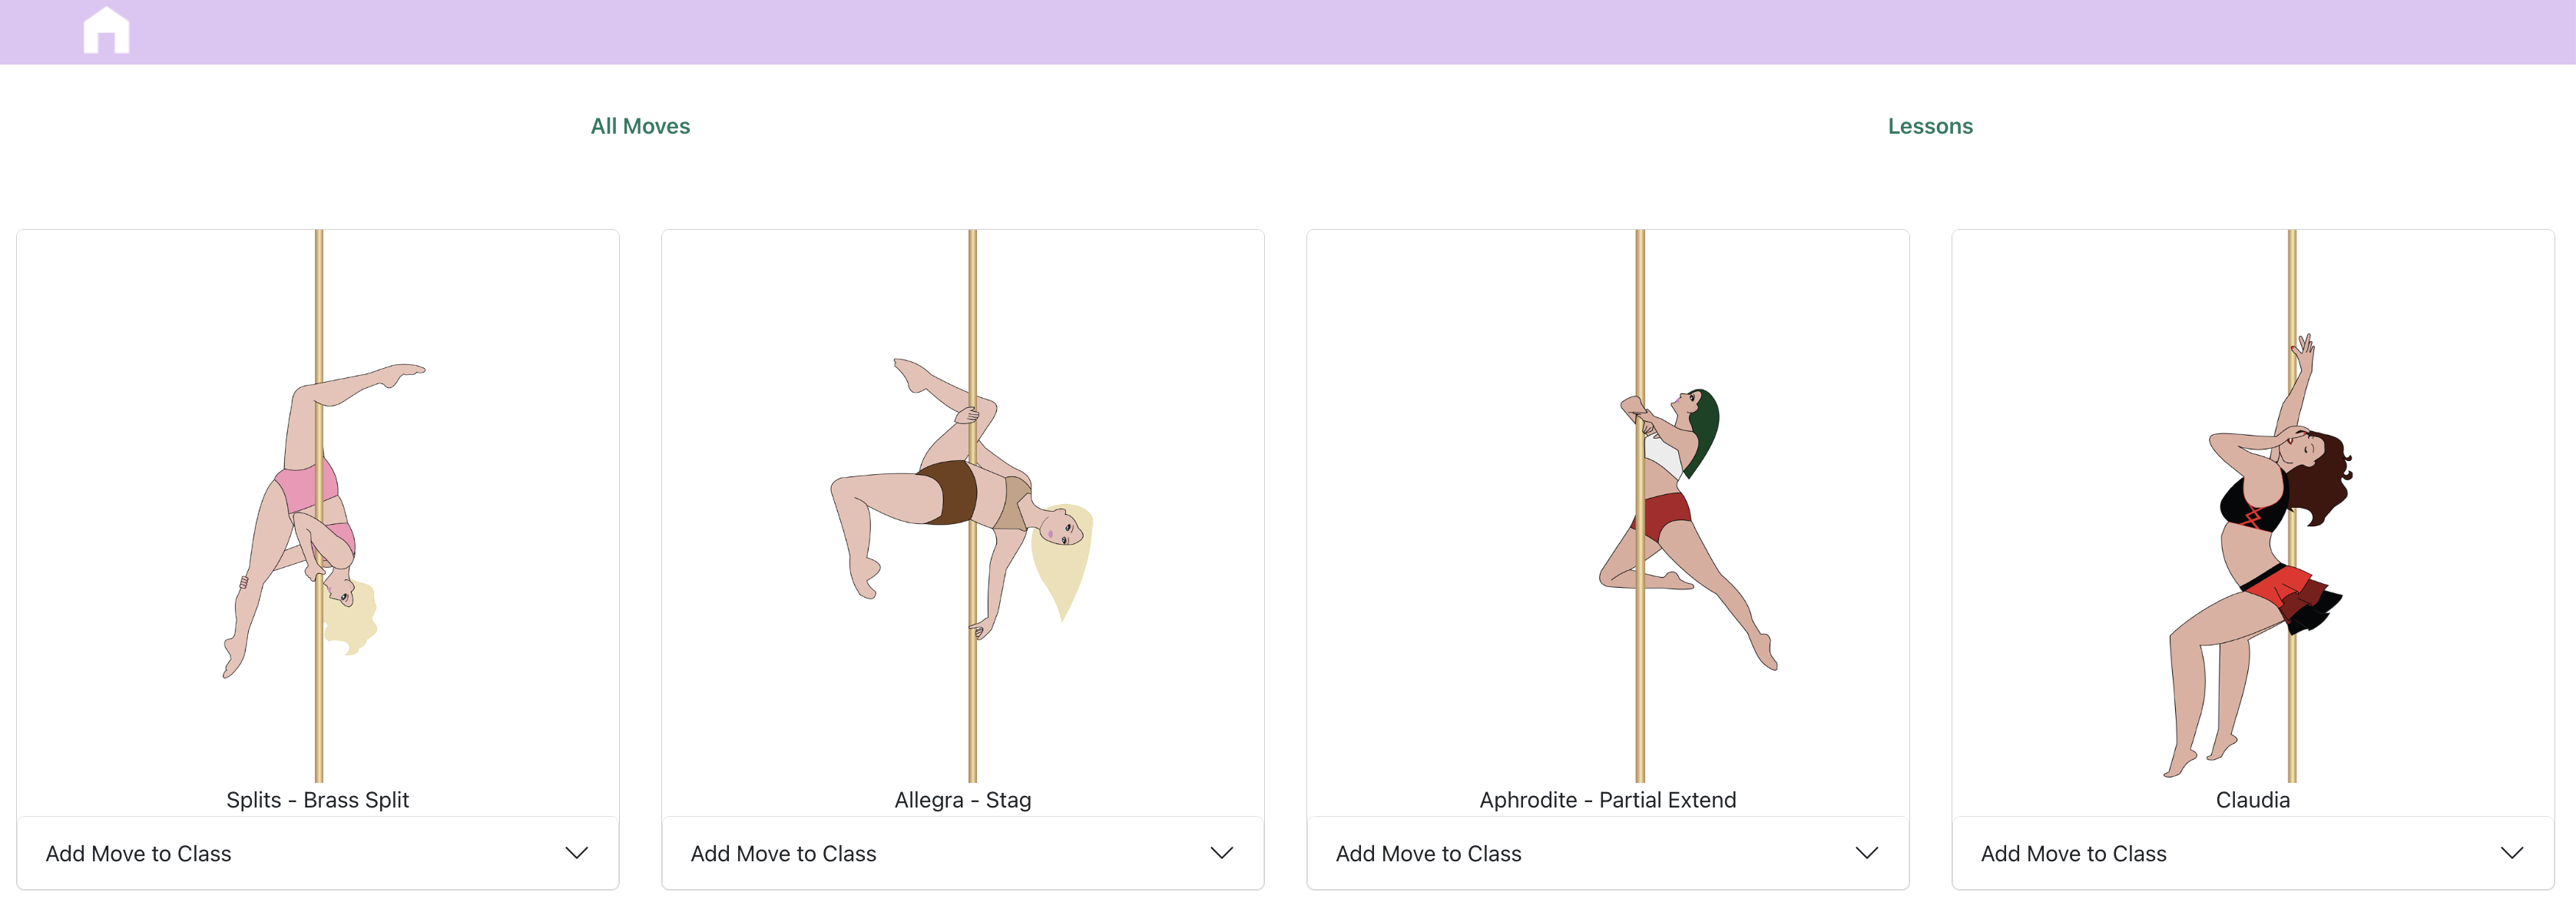 All Moves
Lessons
Splits - Brass Split
Allegra - Stag
Aphrodite - Partial Extend
Claudia
Add Move to Class
Add Move to Class
Add Move to Class
Add Move to Class